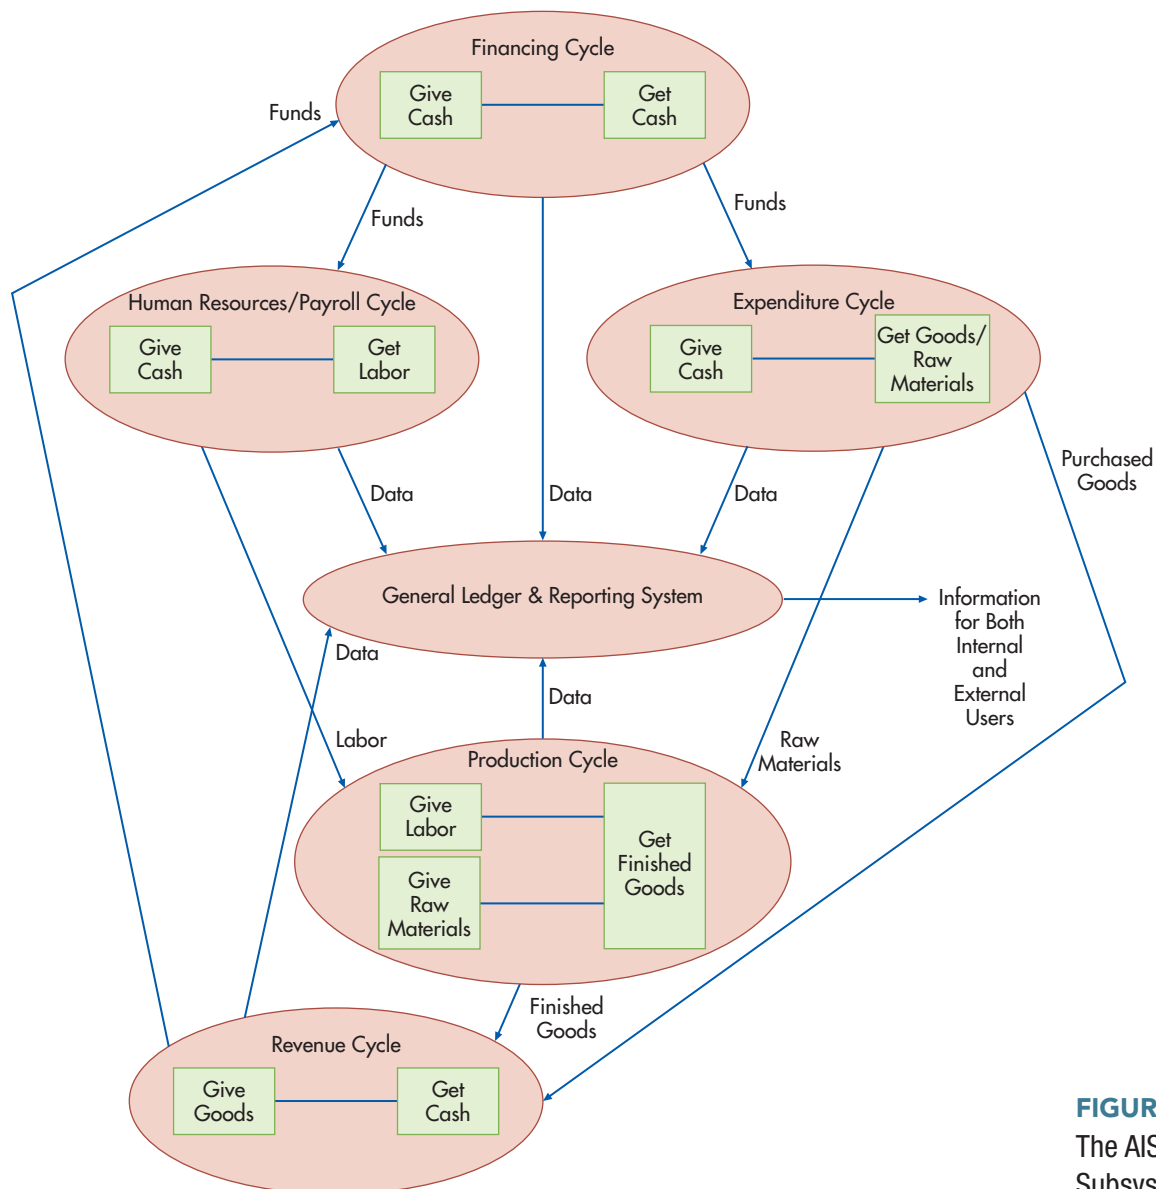 Financing Cycle
Give
Cash
Get
Cash
Funds
Funds
Funds
Human Resources/Payroll Cycle
Give
Cash
Get
Labor
Expenditure Cycle
Give
Cash
Get Goods/
Raw
Materials
Purchased
Goods
Data
Data
Data
General Ledger & Reporting System
Information
for Both
Internal
and
External
Users
Data
Data
Labor
Raw
Materials
Production Cycle
Give
Labor
Give
Raw
Materials
Get
Finished
Goods
Finished
Goods
Revenue Cycle
Give
Goods
Get
Cash
FIGUR
The AIS
Subsys